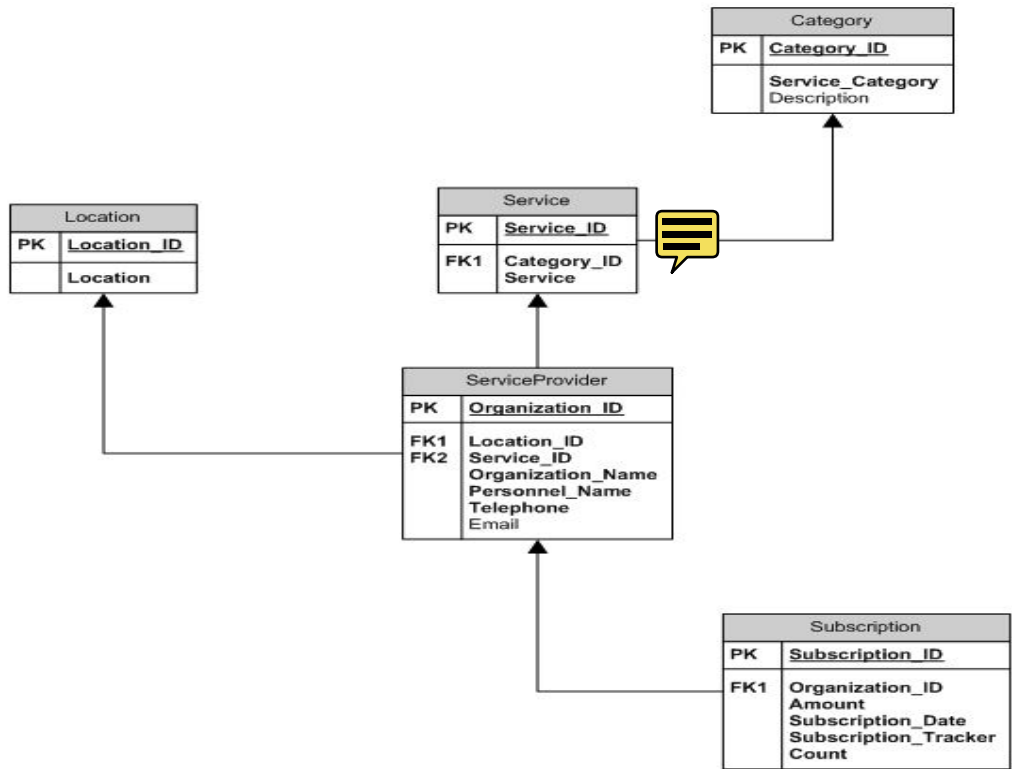 Category
PK Category_ID
Service_Category
Description
Service
PK Service_ID
FK1 Category_ID
Service
Location
PK Location_ID
Location
ServiceProvider
PK Organization_ID
FK1 Location_ID
FK2 Service_ID
Organization_Name
Personnel_Name
Telephone
Email
Subscription
PK Subscription_ID
FK1 Organization_ID
Amount
Subscription_Date
Subscription_Tracker
Count